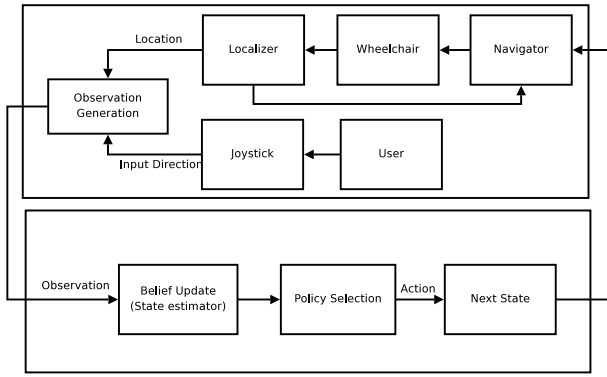 Location
Localizer
Wheelchair
Navigator
Observation
Generation
Input Direction
Joystick
User
Observation
Belief Update
(State estimator)
Policy Selection
Action
Next State